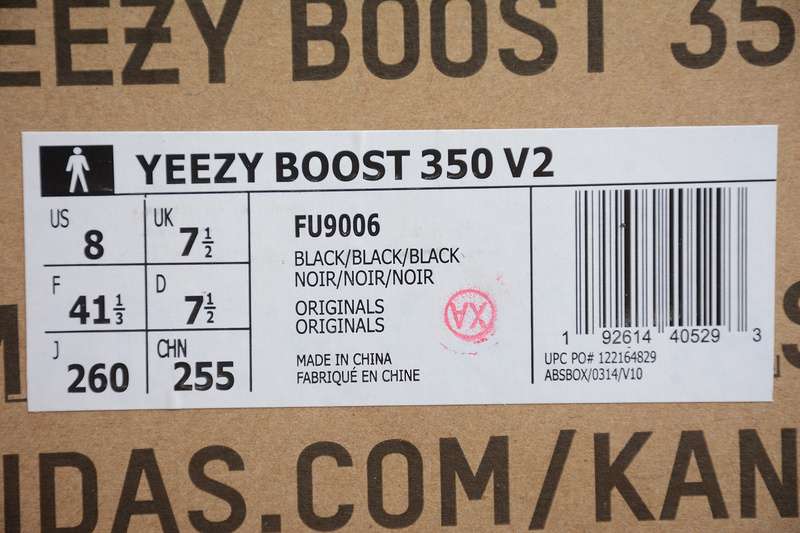 EEZY BOOST 35
YEEZY BOOST 350 V2
US 8 UK 7 1/2
F 41 1/3 D 7 1/2
J 260 CHN 255
FU9006
BLACK/BLACK/BLACK
NOIR/NOIR/NOIR
ORIGINALS
ORIGINALS
XA
MADE IN CHINA
FABRIQUÉ EN CHINE
1 92614 40529 3
UPC PO# 122164829
ABSBOX/0314/V10
IDAS.COM/KAN